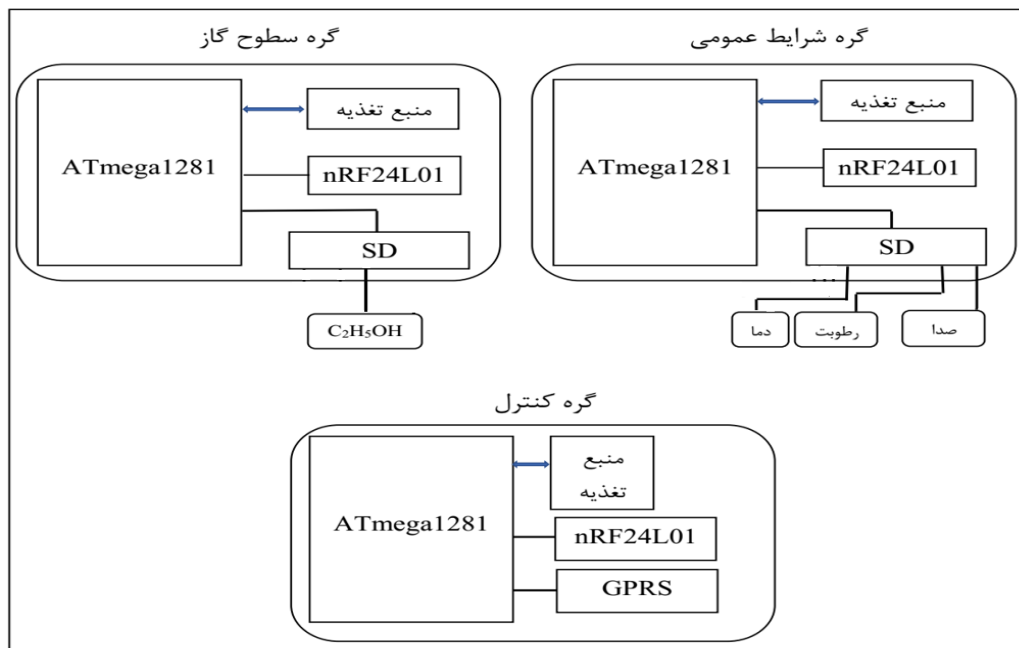 گره سطوح گاز
ATmega1281
منبع تغذیه
nRF24L01
SD
C₂H₅OH
گره شرایط عمومی
ATmega1281
منبع تغذیه
nRF24L01
SD
...
دما
رطوبت
صدا
گره کنترل
ATmega1281
منبع
تغذیه
nRF24L01
GPRS